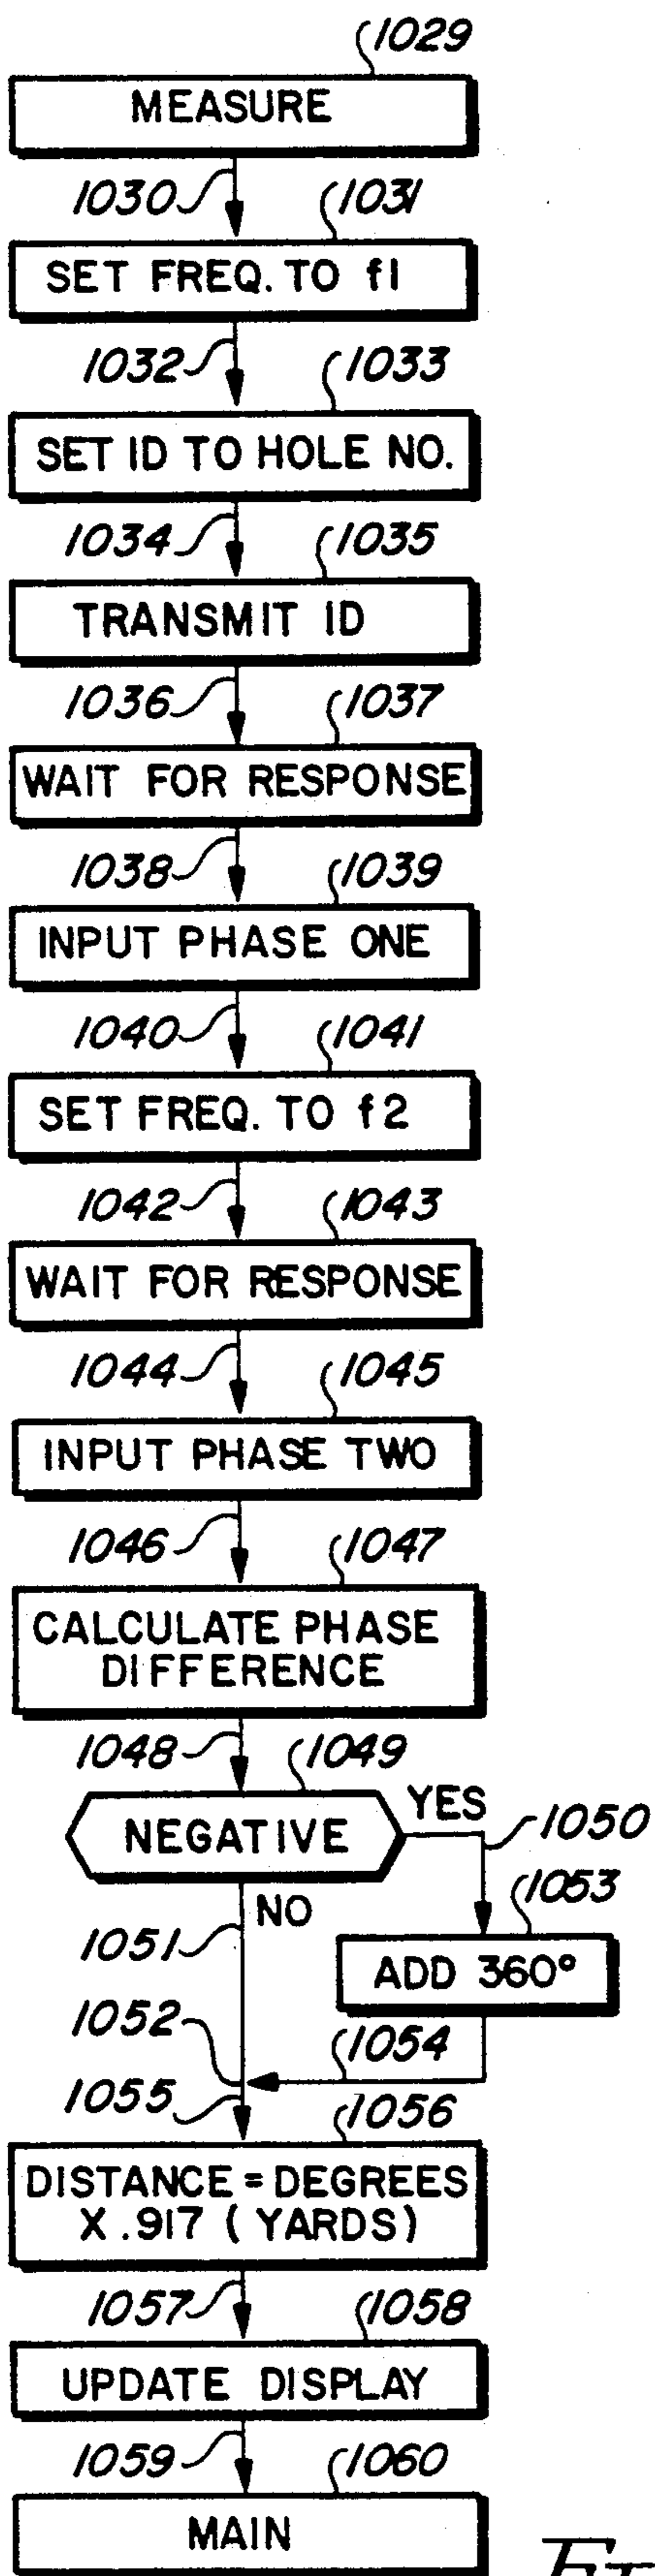 1029
MEASURE
1030
1031
SET FREQ. TO f1
1032
1033
SET ID TO HOLE NO.
1034
1035
TRANSMIT ID
1036
1037
WAIT FOR RESPONSE
1038
1039
INPUT PHASE ONE
1040
1041
SET FREQ. TO f2
1042
1043
WAIT FOR RESPONSE
1044
1045
INPUT PHASE TWO
1046
1047
CALCULATE PHASE
DIFFERENCE
1048
1049
NEGATIVE
YES
1050
NO
1051
1053
ADD 360°
1052
1054
1055
1056
DISTANCE = DEGREES
X .917 ( YARDS)
1057
1058
UPDATE DISPLAY
1059
1060
MAIN